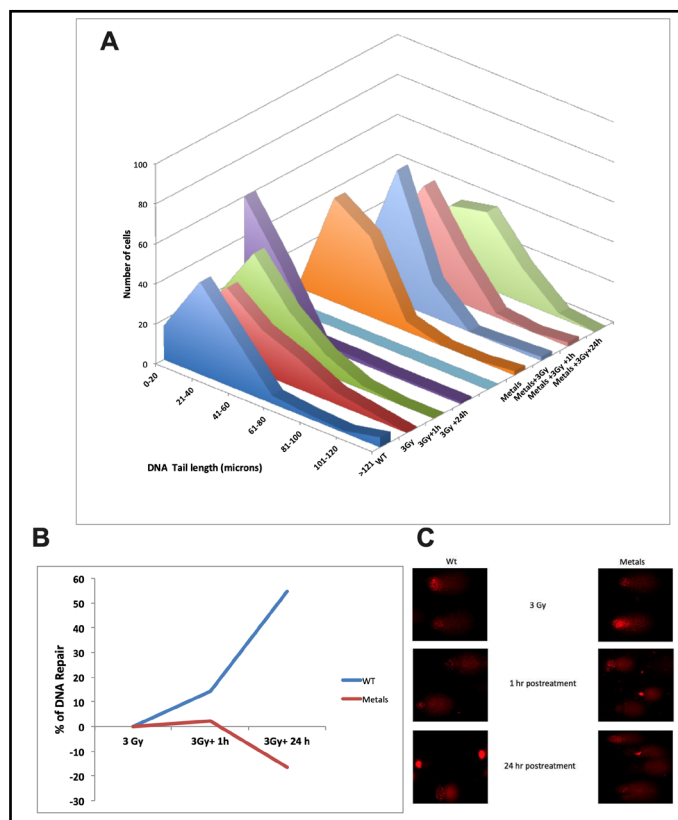 A
100
80
60
40
20
0
Number of cells
0-20
21-40
41-60
61-80
81-100
101-120
>121
DNA Tail length (microns)
WT
3Gy
3Gy+1h
3Gy +24h
Metals
Metals+3Gy
Metals +3Gy +1h
Metals +3Gy+24h
B
60
50
40
30
20
10
0
-10
-20
-30
% of DNA Repair
3 Gy
3Gy+ 1h
3Gy+ 24 h
WT
Metals
C
Wt
Metals
3 Gy
1 hr postreatment
24 hr postreatment